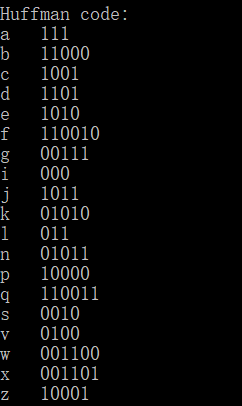 Huffman code:
a 111
b 11000
c 1001
d 1101
e 1010
f 110010
g 00111
i 000
j 1011
k 01010
l 011
n 01011
p 10000
q 110011
s 0010
v 0100
w 001100
x 001101
z 10001